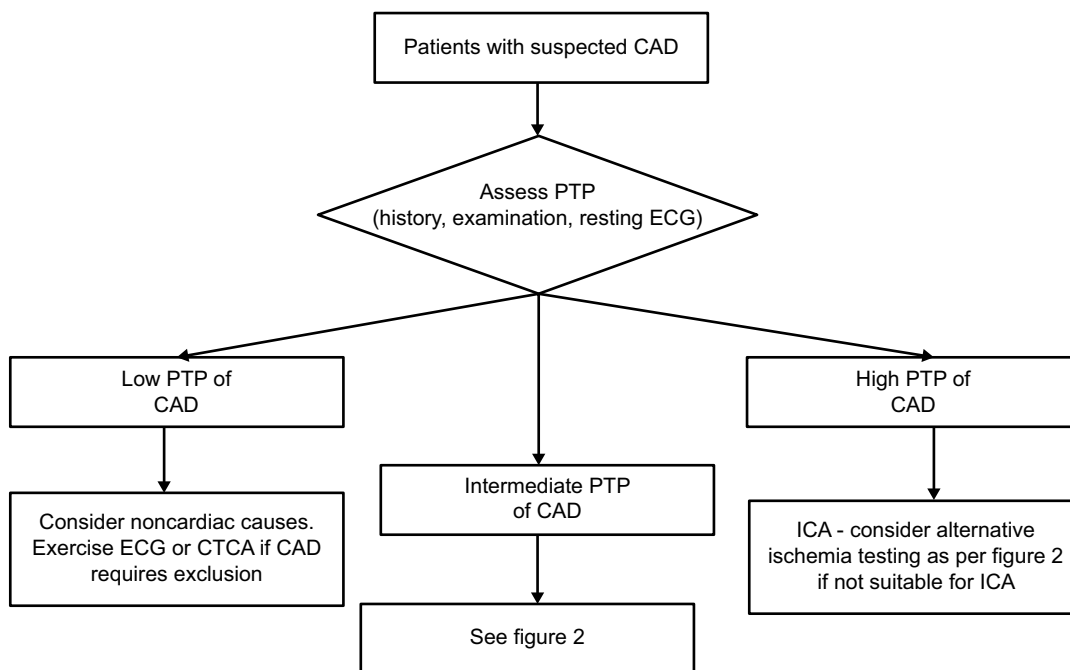 Patients with suspected CAD
Assess PTP
(history, examination, resting ECG)
Low PTP of
CAD
High PTP of
CAD
Intermediate PTP
of CAD
Consider noncardiac causes.
Exercise ECG or CTCA if CAD
requires exclusion
ICA - consider alternative
ischemia testing as per figure 2
if not suitable for ICA
See figure 2